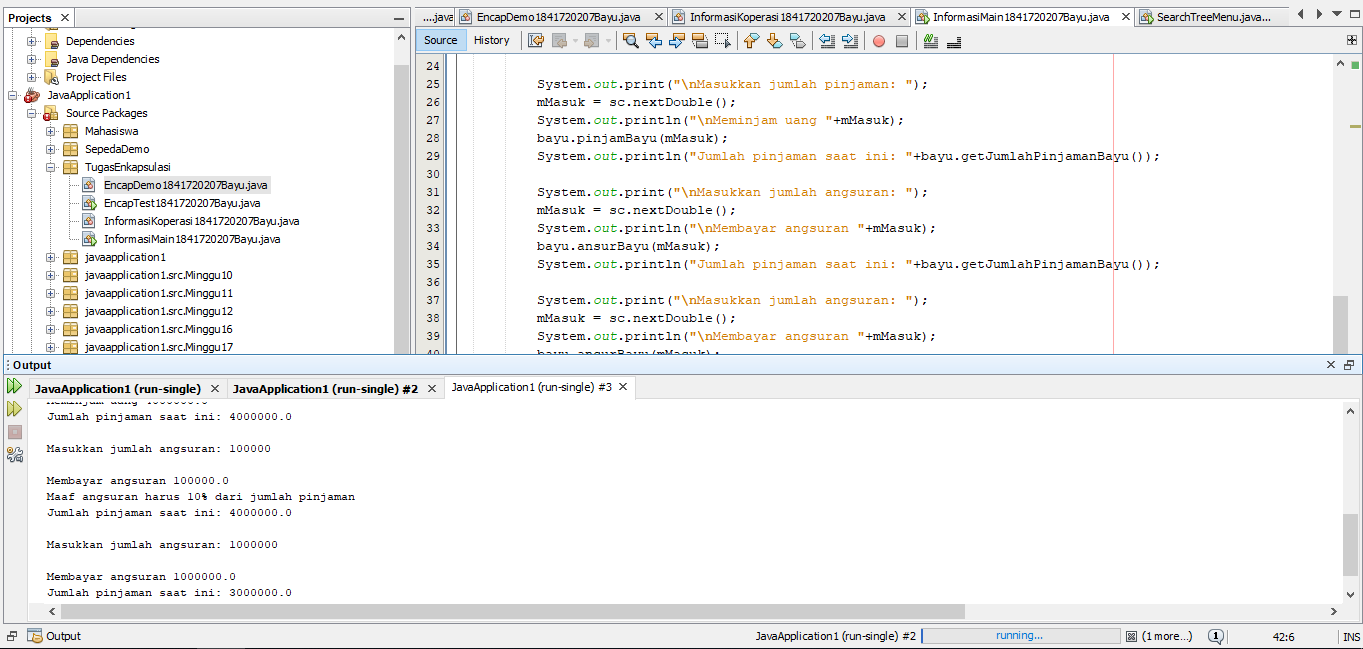 Projects
Dependencies
Java Dependencies
Project Files
JavaApplication1
Source Packages
Mahasiswa
SepedaDemo
TugasEnkapsulasi
EncapDemo1841720207Bayu.java
EncapTest1841720207Bayu.java
InformasiKoperasi1841720207Bayu.java
InformasiMain1841720207Bayu.java
javaapplication1
javaapplication1.src.Minggu10
javaapplication1.src.Minggu11
javaapplication1.src.Minggu12
javaapplication1.src.Minggu16
javaapplication1.src.Minggu17
....java EncapDemo1841720207Bayu.java InformasiKoperasi1841720207Bayu.java InformasiMain1841720207Bayu.java SearchTreeMenu.java...
Source History
24
25 System.out.print("\nMasukkan jumlah pinjaman: ");
26 mMasuk = sc.nextDouble();
27 System.out.println("\nMeminjam uang "+mMasuk);
28 bayu.pinjamBayu(mMasuk);
29 System.out.println("Jumlah pinjaman saat ini: "+bayu.getJumlahPinjamanBayu());
30
31 System.out.print("\nMasukkan jumlah angsuran: ");
32 mMasuk = sc.nextDouble();
33 System.out.println("\nMembayar angsuran "+mMasuk);
34 bayu.ansurBayu(mMasuk);
35 System.out.println("Jumlah pinjaman saat ini: "+bayu.getJumlahPinjamanBayu());
36
37 System.out.print("\nMasukkan jumlah angsuran: ");
38 mMasuk = sc.nextDouble();
39 System.out.println("\nMembayar angsuran "+mMasuk);
40 bayu.ansurBayu(mMasuk);
Output
JavaApplication1 (run-single) JavaApplication1 (run-single) #2 JavaApplication1 (run-single) #3
Meminjam uang
Jumlah pinjaman saat ini: 4000000.0
Masukkan jumlah angsuran: 100000
Membayar angsuran 100000.0
Maaf angsuran harus 10% dari jumlah pinjaman
Jumlah pinjaman saat ini: 4000000.0
Masukkan jumlah angsuran: 1000000
Membayar angsuran 1000000.0
Jumlah pinjaman saat ini: 3000000.0
Output JavaApplication1 (run-single) #2 running... (1 more...) 1 42:6 INS